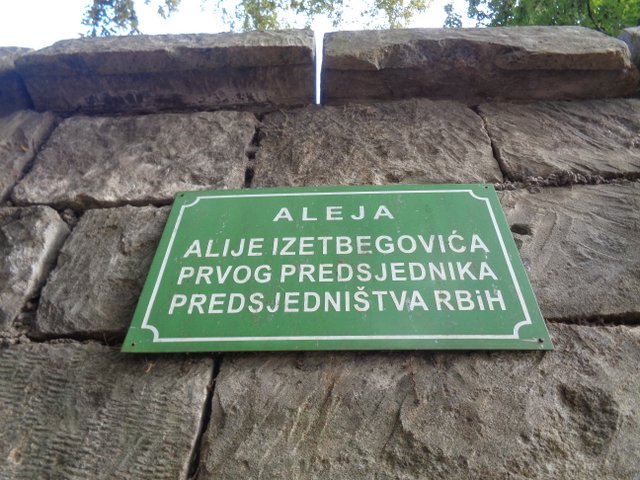 ALEJA
ALIJE IZETBEGOVIĆA
PRVOG PREDSJEDNIKA
PREDSJEDNIŠTVA RBiH